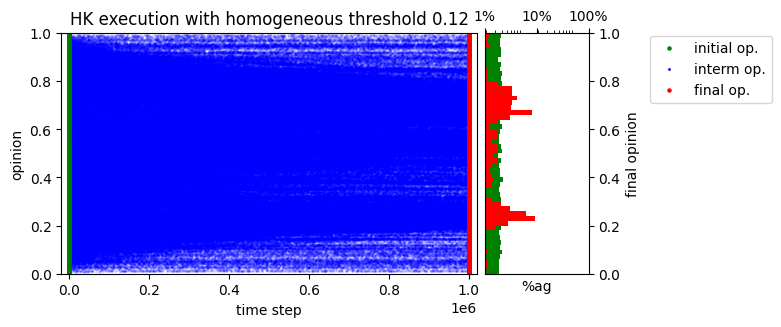 HK execution with homogeneous threshold 0.12
1% 10% 100%
1.0 1.0
0.8 0.8
0.6 0.6
0.4 0.4
0.2 0.2
0.0 0.0
opinion
final opinion
0.0 0.2 0.4 0.6 0.8 1.0
1e6
time step
%ag
initial op.
interm op.
final op.